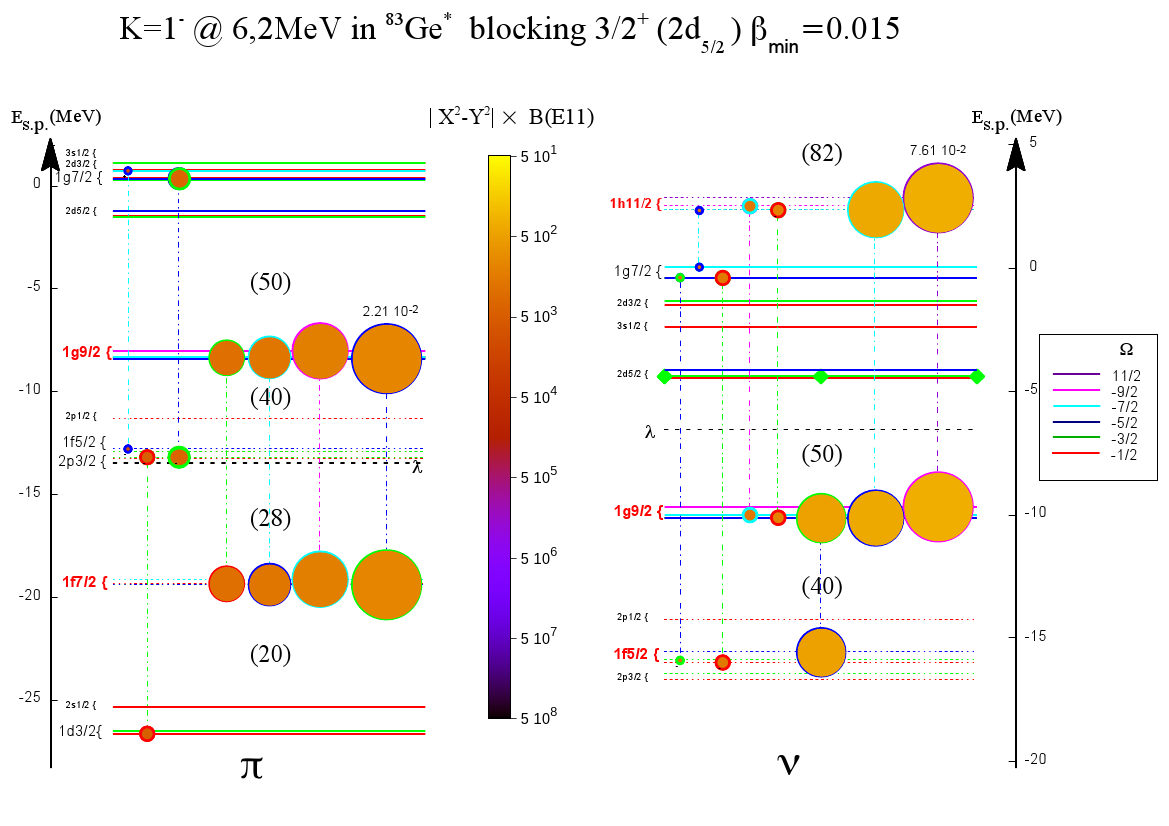 K=1⁻ @ 6,2MeV in ⁸³Ge* blocking 3/2⁺ (2d₅/₂) βmin=0.015
E S.p.(MeV)
| X²-Y²| × B(E11)
E S.p.(MeV)
3s1/2 {
2d3/2 {
1g7/2 {
2d5/2 {
(50)
2.21 10⁻²
1g9/2 {
(40)
2p1/2 {
1f5/2 {
2p3/2 {
λ
(28)
1f7/2 {
(20)
2s1/2 {
1d3/2{
π
0
-5
-10
-15
-20
-25
5 10¹
5 10²
5 10³
5 10⁴
5 10⁵
5 10⁶
5 10⁷
5 10⁸
(82)
7.61 10⁻²
1h11/2 {
1g7/2 {
2d3/2 {
3s1/2 {
2d5/2 {
λ
(50)
1g9/2 {
(40)
2p1/2 {
1f5/2 {
2p3/2 {
ν
5
0
-5
-10
-15
-20
Ω
11/2
-9/2
-7/2
-5/2
-3/2
-1/2